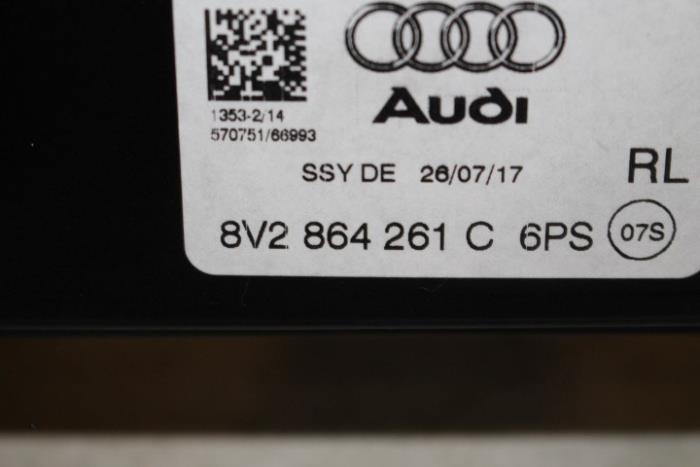 Audi
1353-2/14
570751/66993
SSY DE 26/07/17 RL
8V2 864 261 C 6PS 07S